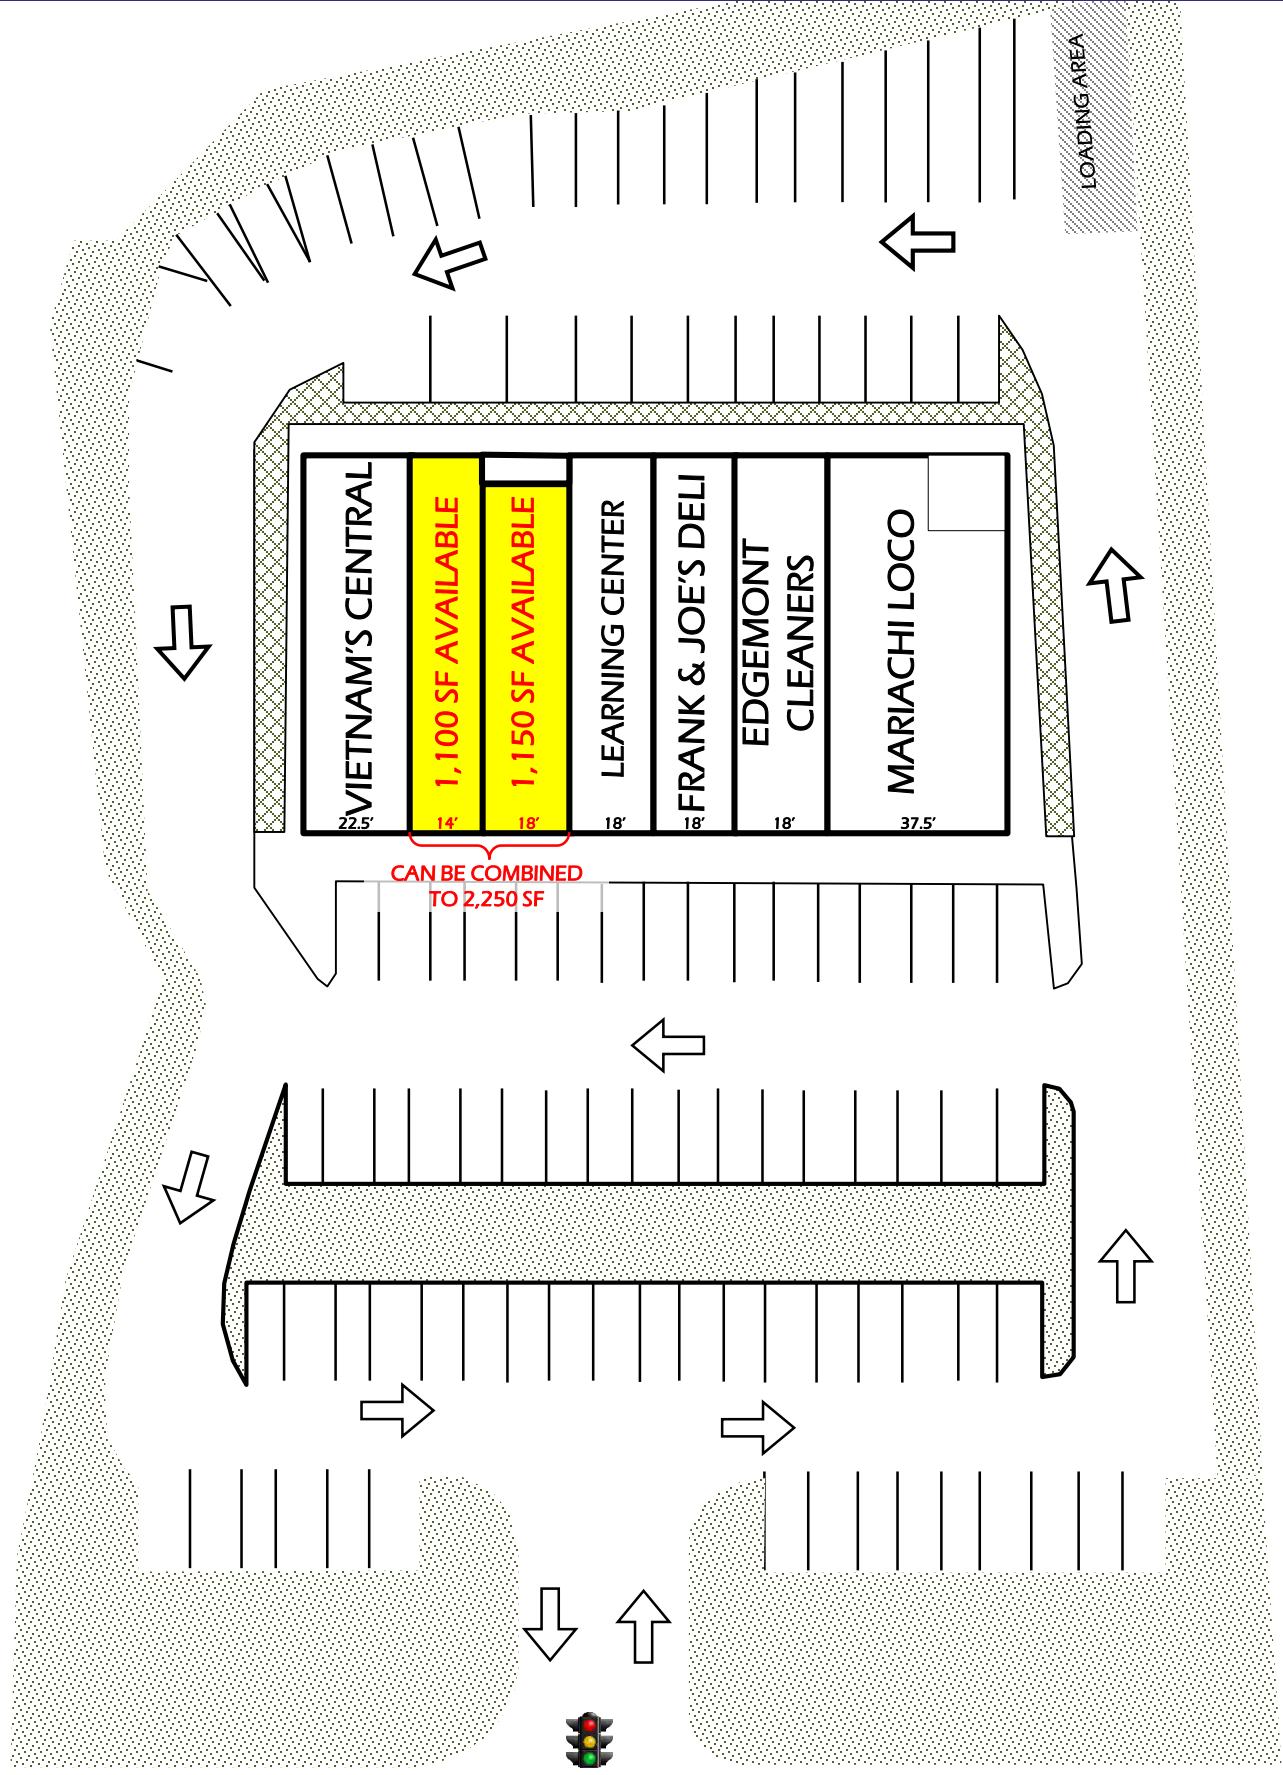 LOADING AREA
VIETNAM'S CENTRAL
22.5'
1,100 SF AVAILABLE
14'
1,150 SF AVAILABLE
18'
LEARNING CENTER
18'
FRANK & JOE'S DELI
18'
EDGEMONT
CLEANERS
18'
MARIACHI LOCO
37.5'
CAN BE COMBINED
TO 2,250 SF